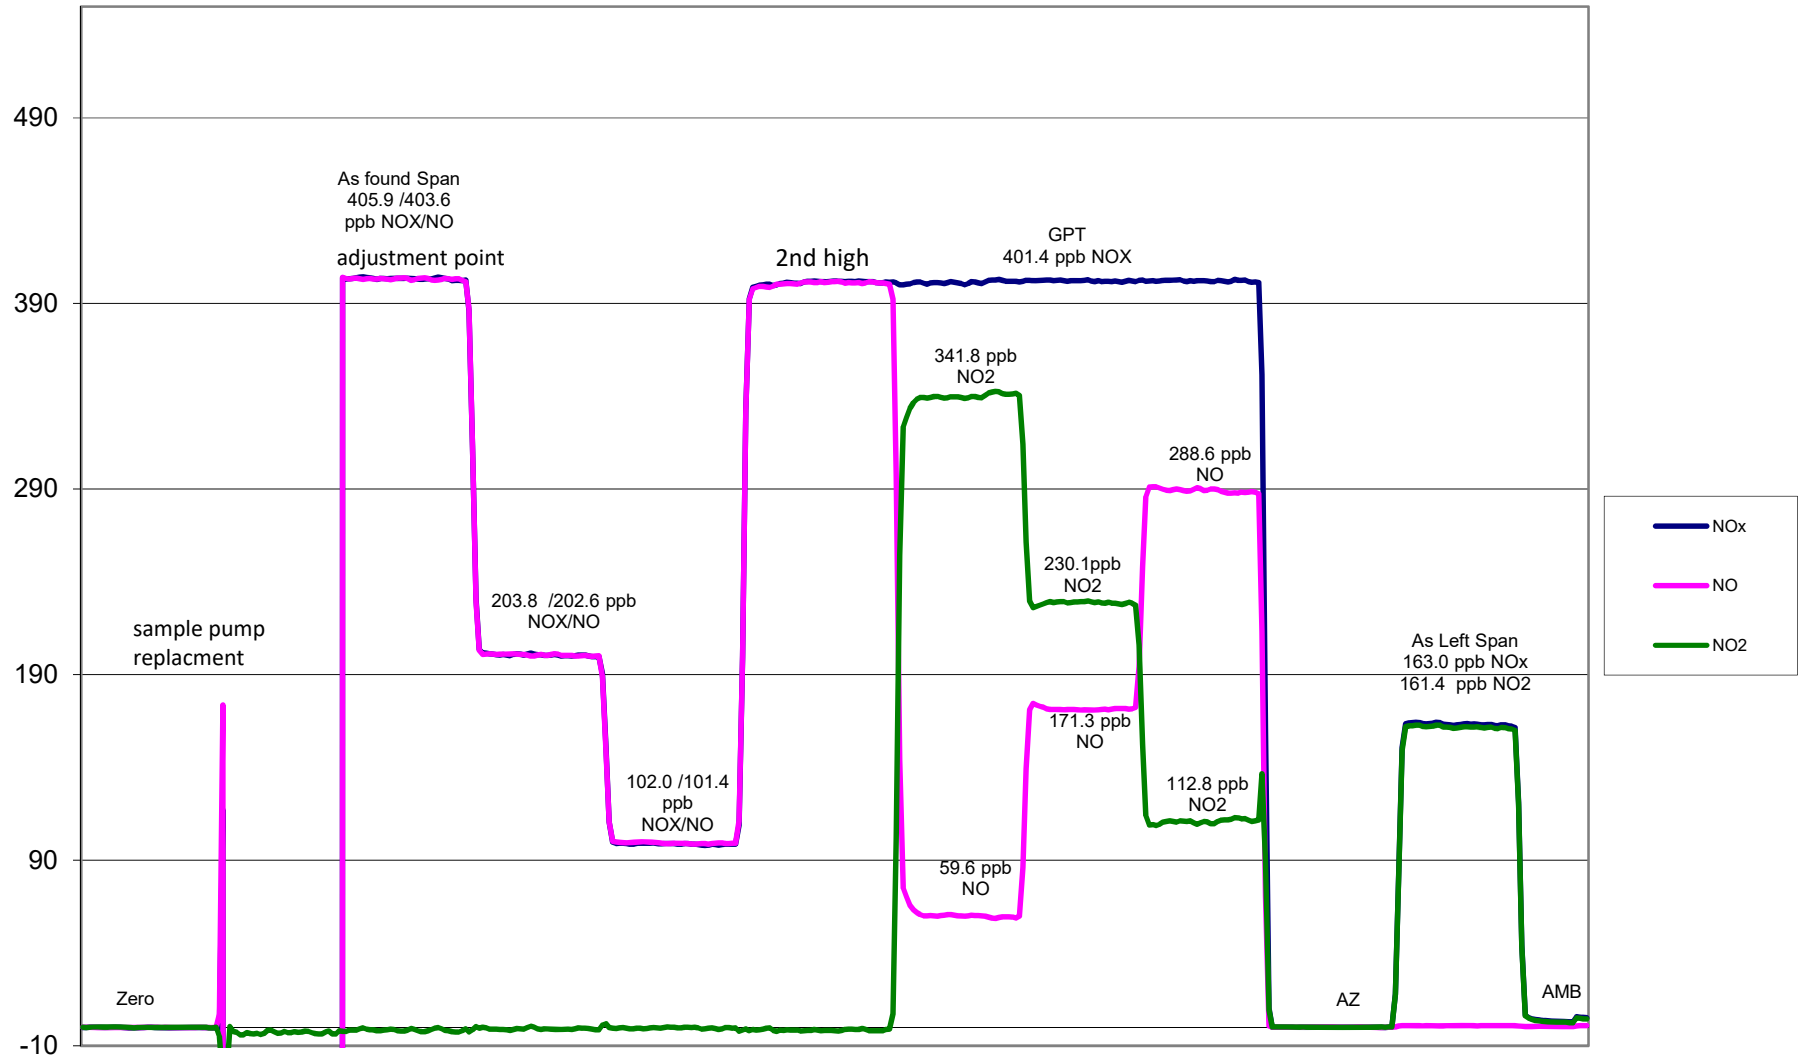 490
390
290
190
90
-10
As found Span
405.9 /403.6
ppb NOX/NO
adjustment point
sample pump
replacment
Zero
203.8  /202.6 ppb
NOX/NO
102.0 /101.4
ppb
NOX/NO
2nd high
GPT
401.4 ppb NOX
341.8 ppb
NO2
59.6 ppb
NO
230.1ppb
NO2
171.3 ppb
NO
288.6 ppb
NO
112.8 ppb
NO2
AZ
As Left Span
163.0 ppb NOx
161.4  ppb NO2
AMB
NOx
NO
NO2